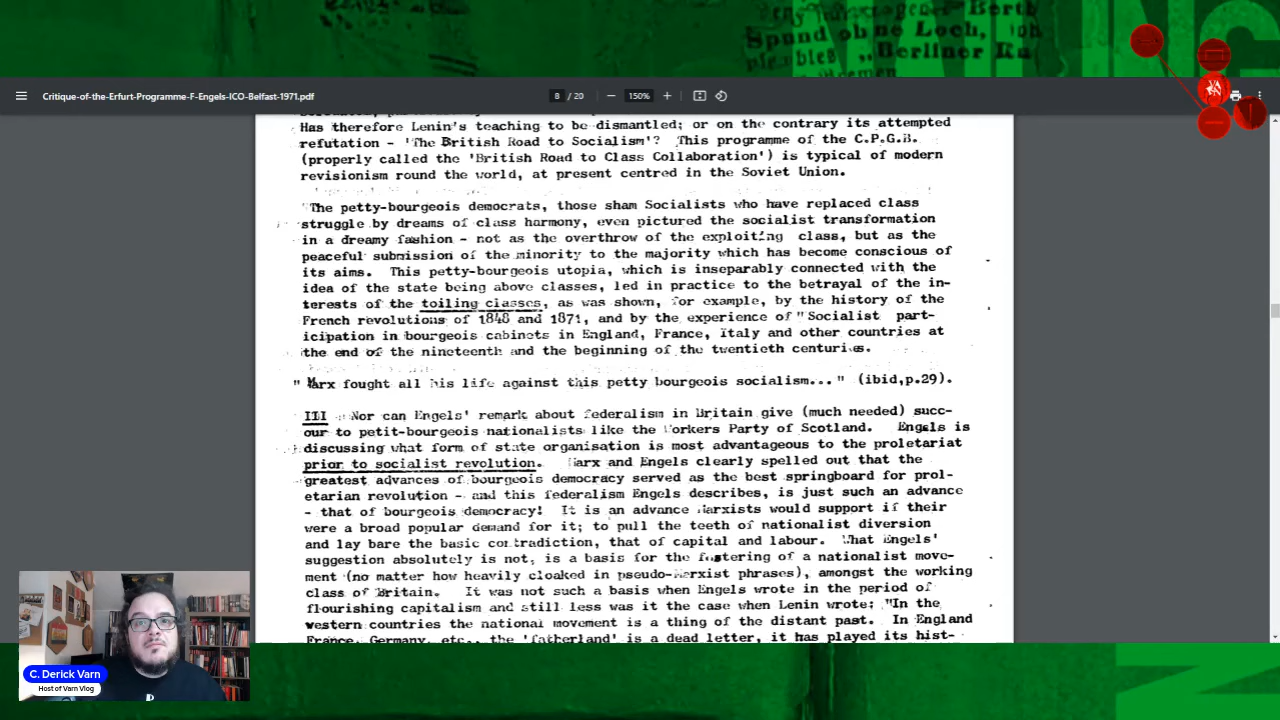 Spund ohne Loch,
"Berliner
Critique-of-the-Erfurt-Programme-F-Engels-ICO-Belfast-1971.pdf
8 / 20
150%
VARN
Has therefore Lenin's teaching to be dismantled; or on the contrary its attempted
refutation - 'The British Road to Socialism'? This programme of the C.P.G.B.
(properly called the 'British Road to Class Collaboration') is typical of modern
revisionism round the world, at present centred in the Soviet Union.
"The petty-bourgeois democrats, those sham Socialists who have replaced class
struggle by dreams of class harmony, even pictured the socialist transformation
in a dreamy fashion - not as the overthrow of the exploiting class, but as the
peaceful submission of the minority to the majority which has become conscious of
its aims. This petty-bourgeois utopia, which is inseparably connected with the
idea of the state being above classes, led in practice to the betrayal of the in-
terests of the toiling classes, as was shown, for example, by the history of the
French revolutions of 1848 and 1871, and by the experience of "Socialist part-
icipation in bourgeois cabinets in England, France, Italy and other countries at
the end of the nineteenth and the beginning of the twentieth centuries.
" Marx fought all his life against this petty bourgeois socialism..." (ibid,p.29).
III Nor can Engels' remark about federalism in Britain give (much needed) succ-
our to petit-bourgeois nationalists like the Workers Party of Scotland. Engels is
discussing what form of state organisation is most advantageous to the proletariat
prior to socialist revolution. Marx and Engels clearly spelled out that the
greatest advances of bourgeois democracy served as the best springboard for prol-
etarian revolution - and this federalism Engels describes, is just such an advance
- that of bourgeois democracy! It is an advance Marxists would support if their
were a broad popular demand for it; to pull the teeth of nationalist diversion
and lay bare the basic contradiction, that of capital and labour. What Engels'
suggestion absolutely is not, is a basis for the fostering of a nationalist move-
ment (no matter how heavily cloaked in pseudo-Marxist phrases), amongst the working
class of Britain. It was not such a basis when Engels wrote in the period of
flourishing capitalism and still less was it the case when Lenin wrote; "In the
western countries the national movement is a thing of the distant past. In England
France, Germany, etc., the 'fatherland' is a dead letter, it has played its hist-
C. Derick Varn
Host of Varn Vlog